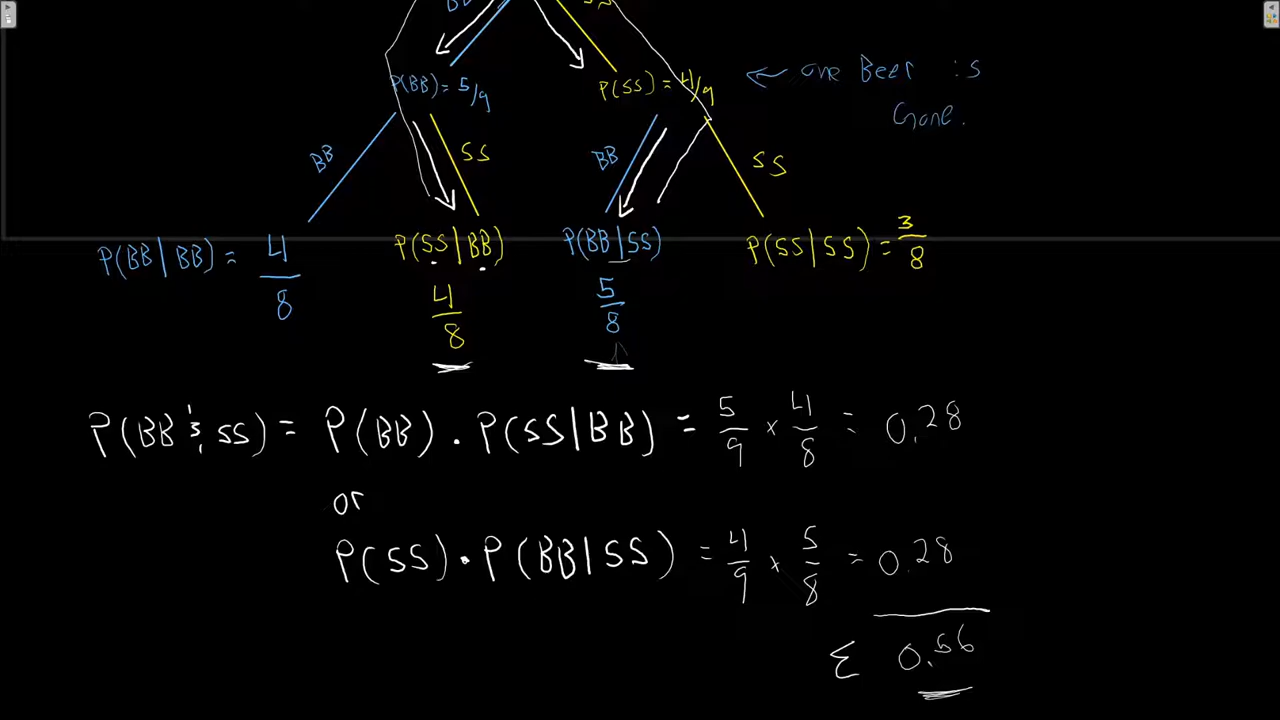 BB SS
P(BB) = 5/9 P(SS) = 4/9 ← one Beer is
Gone.
BB SS BB SS
P(BB|BB) = 4/8 P(SS|BB) 4/8 P(BB|SS) 5/8 P(SS|SS) = 3/8
P(BB & SS) = P(BB) · P(SS|BB) = 5/9 × 4/8 = 0.28
or
P(SS) · P(BB|SS) = 4/9 × 5/8 = 0.28
Σ 0.56